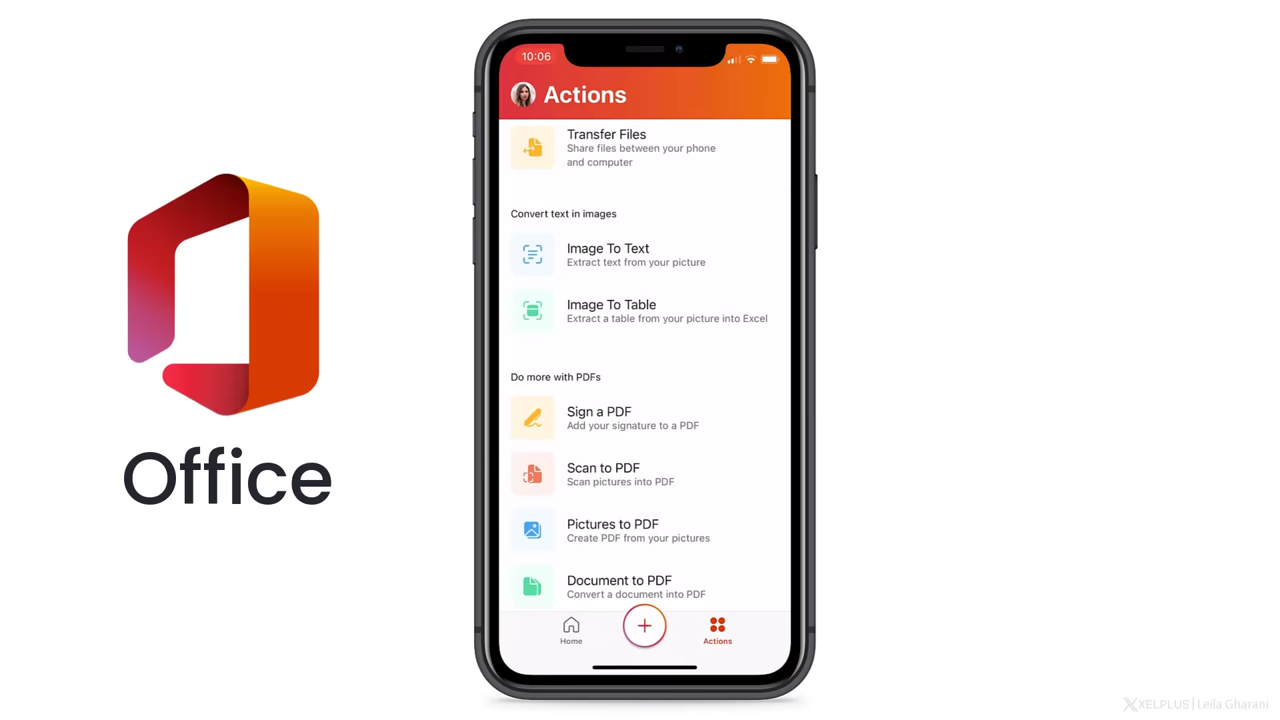 10:06
Actions
Transfer Files
Share files between your phone
and computer
Convert text in images
Image To Text
Extract text from your picture
Image To Table
Extract a table from your picture into Excel
Do more with PDFs
Sign a PDF
Add your signature to a PDF
Scan to PDF
Scan pictures into PDF
Pictures to PDF
Create PDF from your pictures
Document to PDF
Convert a document into PDF
Home
Actions
Office
XELPLUS | Leila Gharani